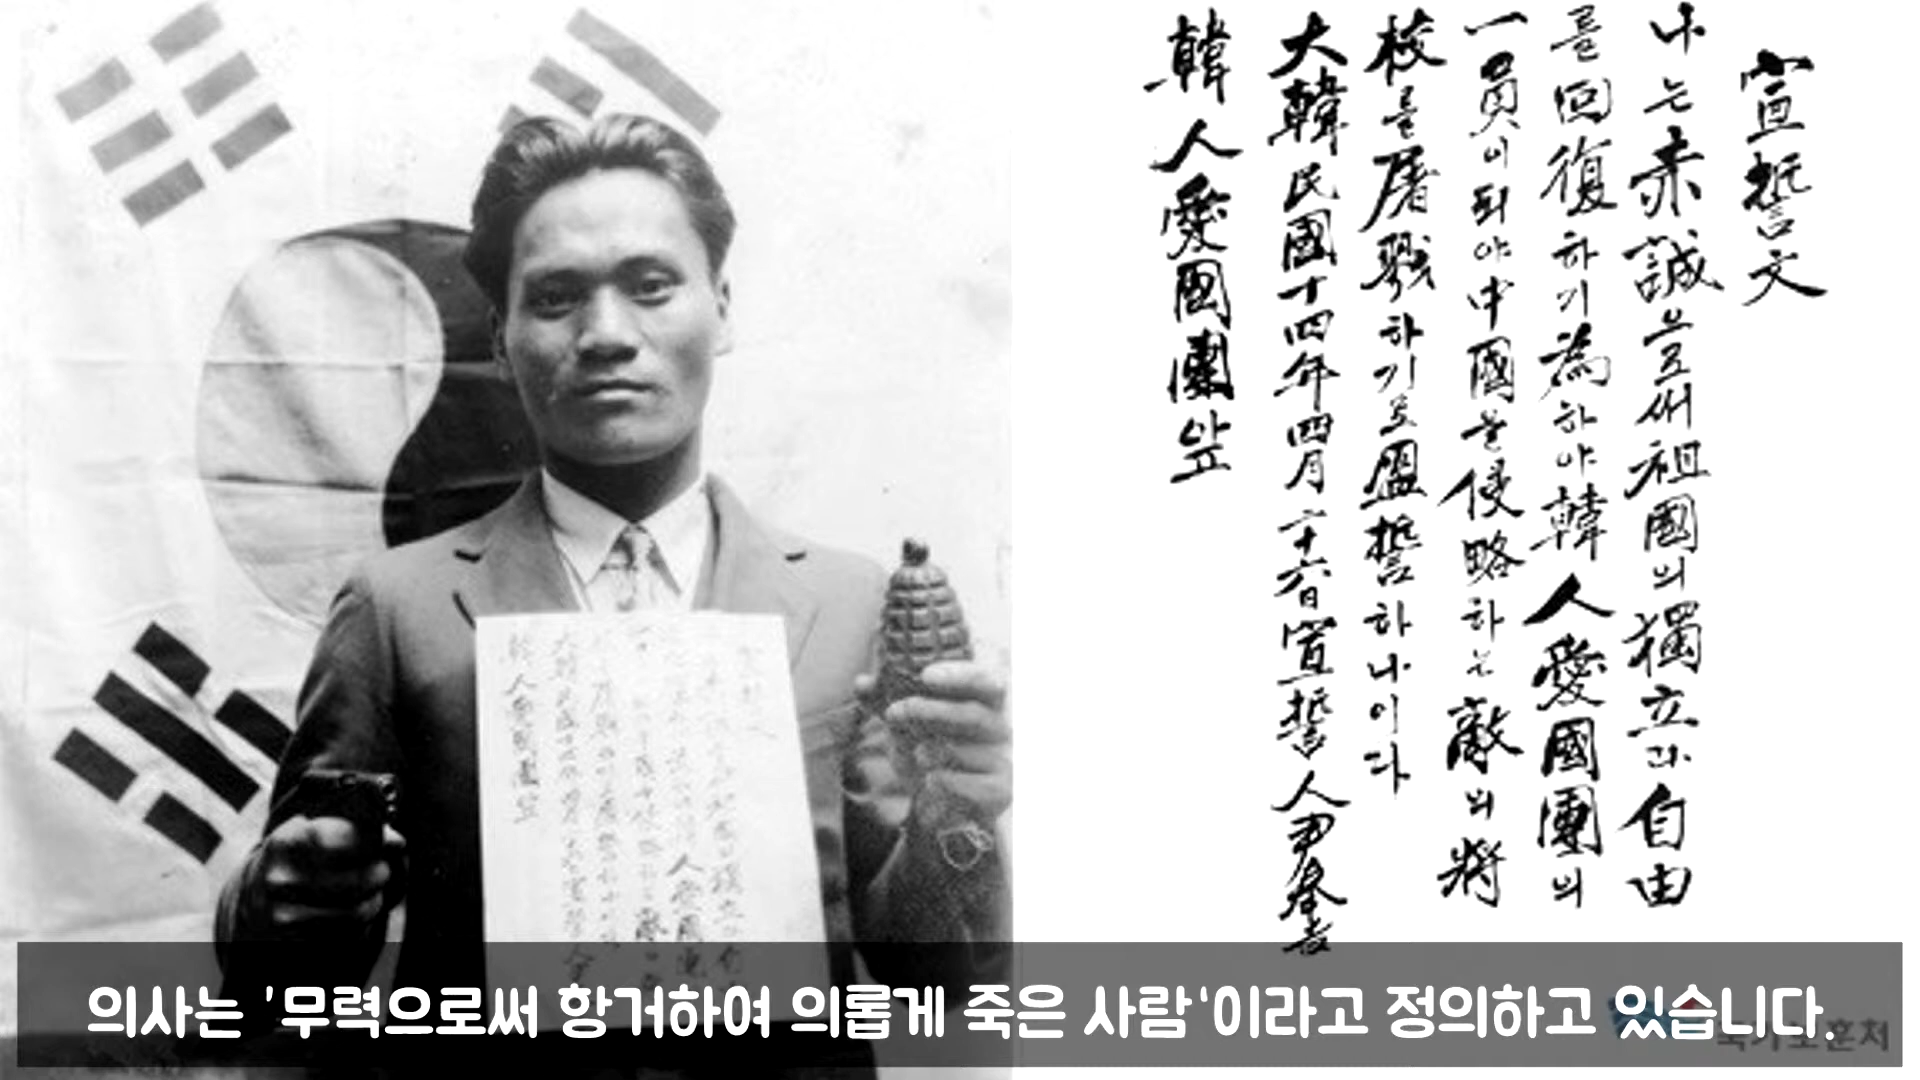 宣誓文
나는 赤誠으로써 祖國의 獨立과 自由
를 回復하기 爲하야 韓人愛國團의
一員이 되야 中國을 侵略하는 敵의 將
校를 屠戮하기로 盟誓하나이다
大韓民國十四年四月二十六日 宣誓人 尹奉吉
韓人愛國團앞
의사는 '무력으로써 항거하여 의롭게 죽은 사람'이라고 정의하고 있습니다.
국가보훈처